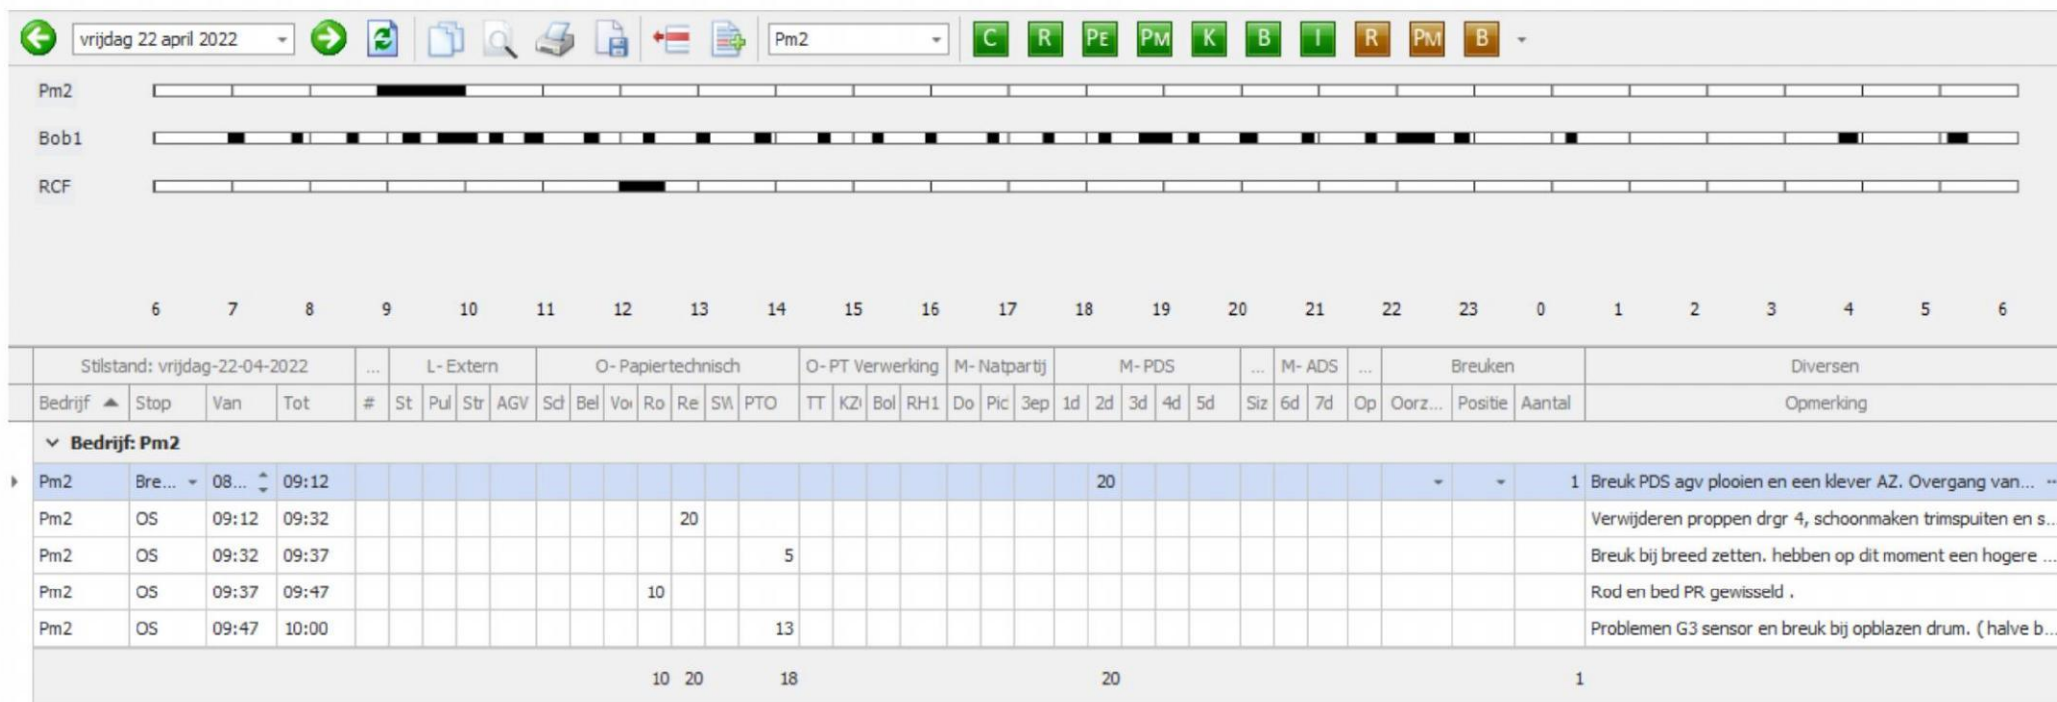 vrijdag 22 april 2022 Pm2 C R PE PM K B I R PM B
Pm2
Bob1
RCF
6 7 8 9 10 11 12 13 14 15 16 17 18 19 20 21 22 23 0 1 2 3 4 5 6
Stilstand: vrijdag-22-04-2022 ... L-Extern O-Papiertechnisch O-PT Verwerking M-Natpartij M-PDS ... M-ADS ... Breuken Diversen
Bedrijf Stop Van Tot # St Pul Str AGV Sch Bel Voo Ro Re SW PTO TT KZ Bol RH1 Do Pic 3ep 1d 2d 3d 4d 5d Siz 6d 7d Op Oorz... Positie Aantal Opmerking
Bedrijf: Pm2
Pm2 Bre... 08... 09:12 20 1 Breuk PDS agv plooien en een klever AZ. Overgang van... ...
Pm2 OS 09:12 09:32 20 Verwijderen proppen drgr 4, schoonmaken trimspuiten en s...
Pm2 OS 09:32 09:37 5 Breuk bij breed zetten. hebben op dit moment een hogere ...
Pm2 OS 09:37 09:47 10 Rod en bed PR gewisseld .
Pm2 OS 09:47 10:00 13 Problemen G3 sensor en breuk bij opblazen drum. ( halve b...
10 20 18 20 1